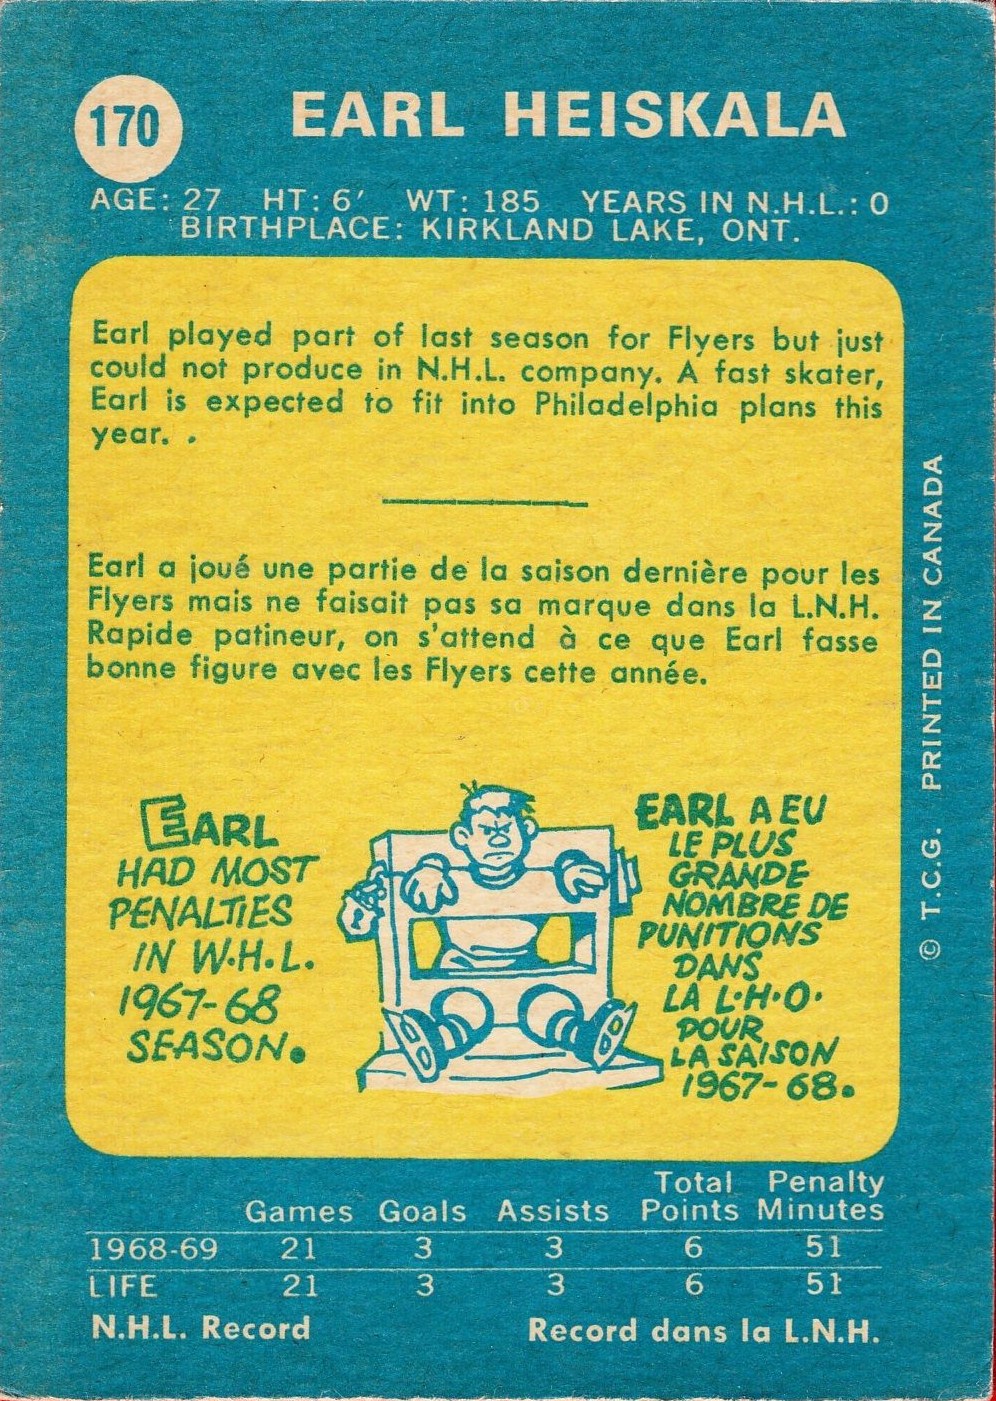 170
EARL HEISKALA
AGE: 27 HT: 6' WT: 185 YEARS IN N.H.L.: 0
BIRTHPLACE: KIRKLAND LAKE, ONT.
Earl played part of last season for Flyers but just
could not produce in N.H.L. company. A fast skater,
Earl is expected to fit into Philadelphia plans this
year. .
Earl a joué une partie de la saison dernière pour les
Flyers mais ne faisait pas sa marque dans la L.N.H.
Rapide patineur, on s'attend à ce que Earl fasse
bonne figure avec les Flyers cette année.
EARL
HAD MOST
PENALTIES
IN W.H.L.
1967-68
SEASON.
EARL A EU
LE PLUS
GRANDE
NOMBRE DE
PUNITIONS
DANS
LA L.H.O.
POUR
LA SAISON
1967-68.
© T.C.G. PRINTED IN CANADA
Total Penalty
Games Goals Assists Points Minutes
1968-69 21 3 3 6 51
LIFE 21 3 3 6 51
N.H.L. Record Record dans la L.N.H.